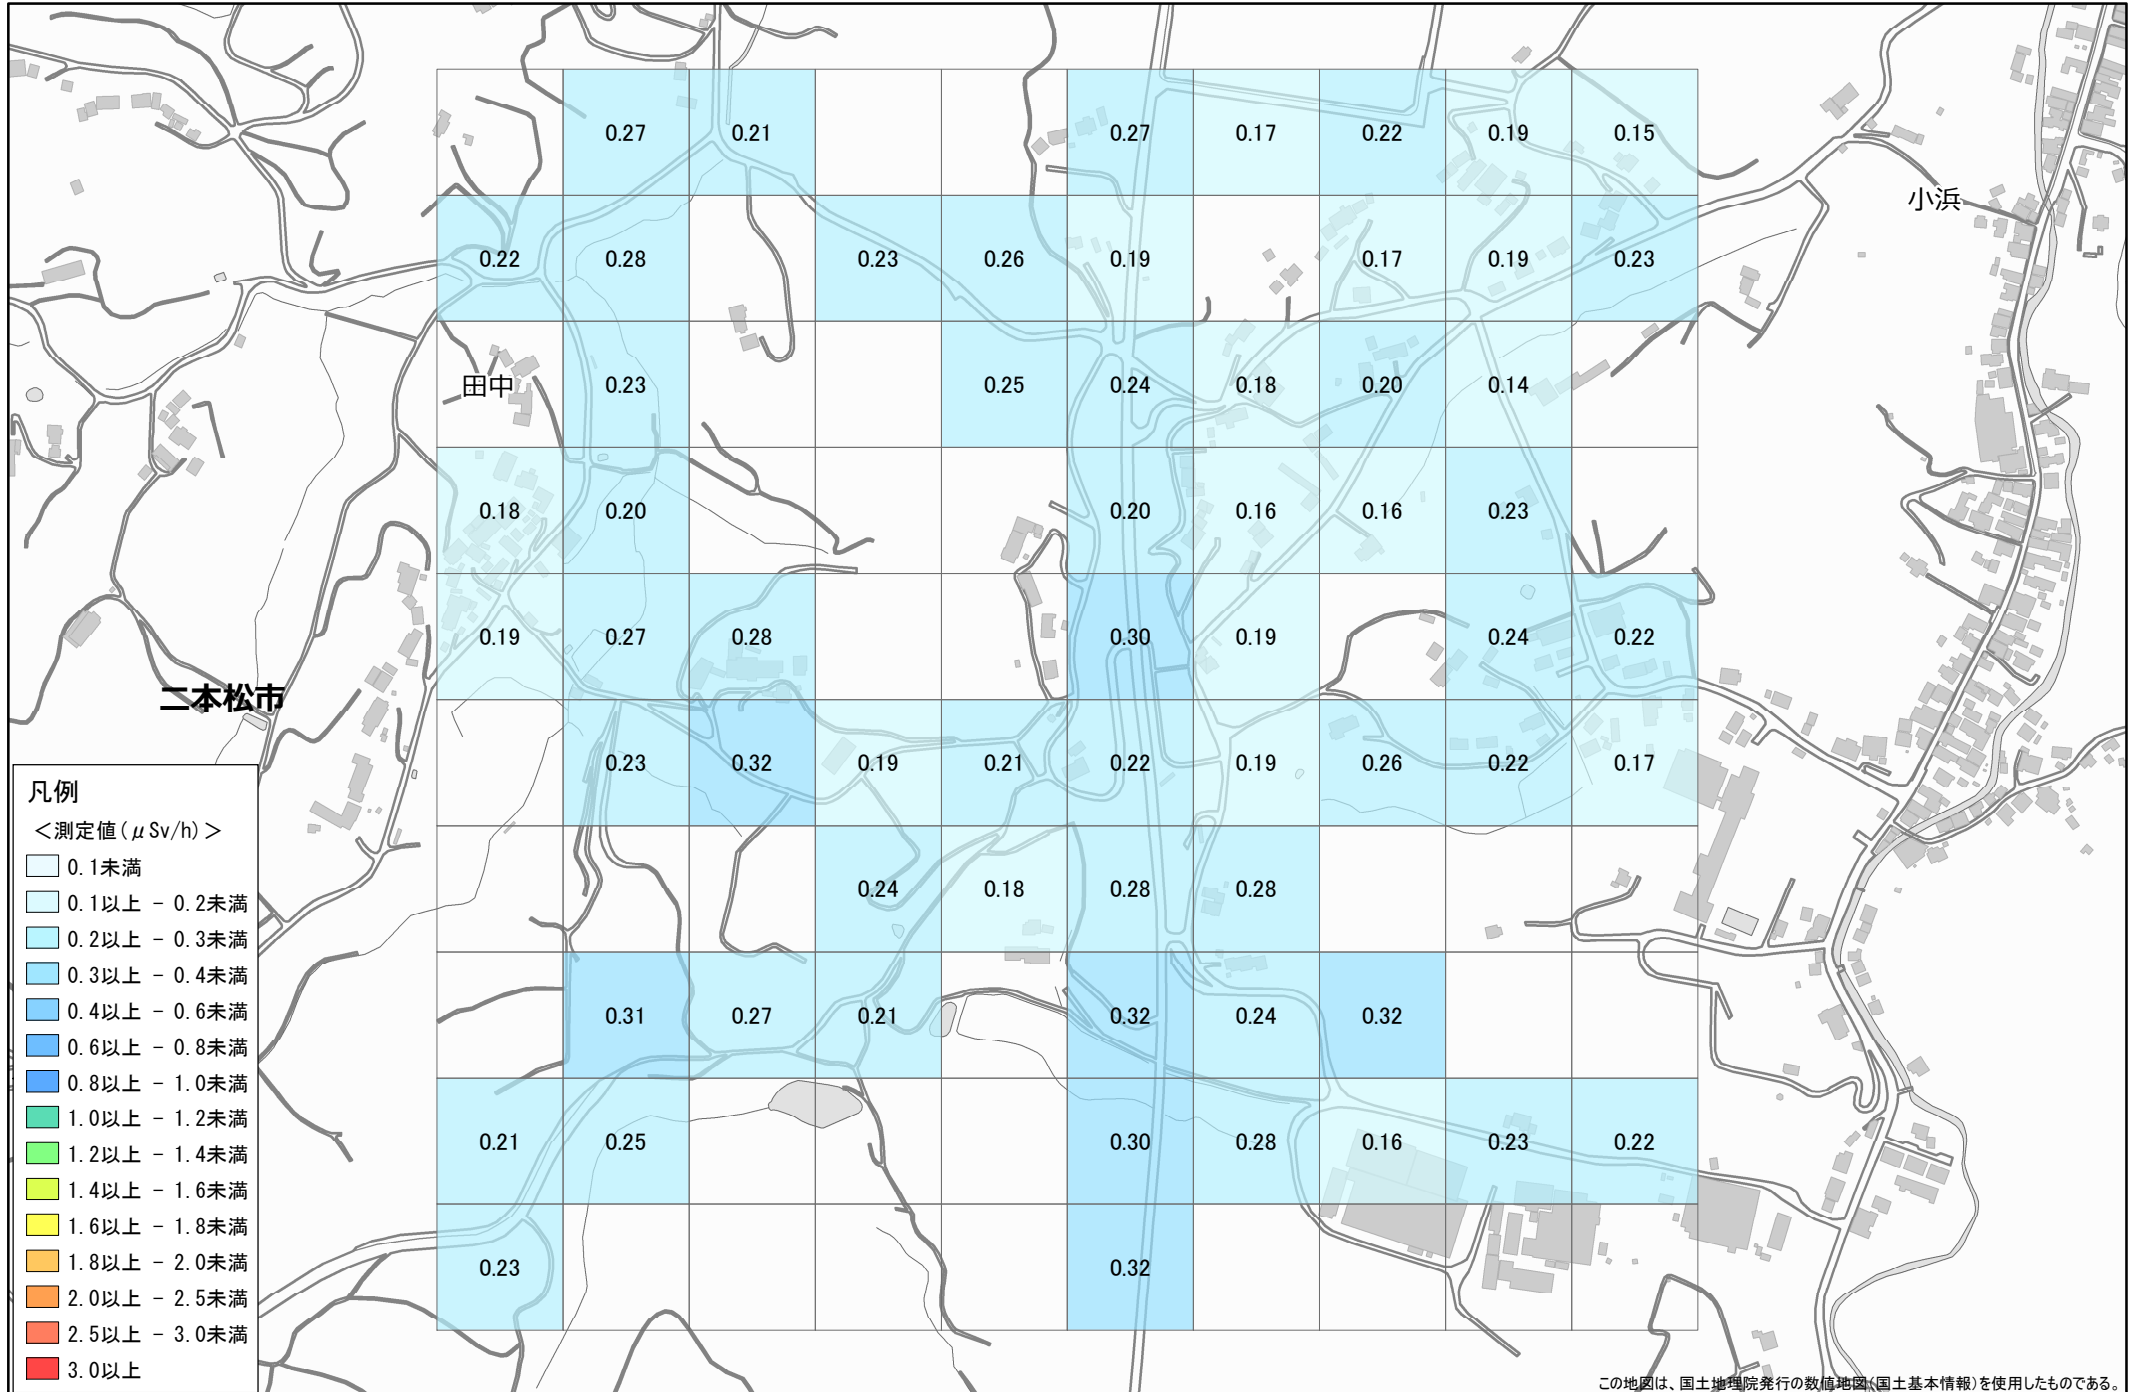 0.27 0.21 0.27 0.17 0.22 0.19 0.15
小浜
0.22 0.28 0.23 0.26 0.19 0.17 0.19 0.23
田中
0.23 0.25 0.24 0.18 0.20 0.14
0.18 0.20 0.20 0.16 0.16 0.23
0.19 0.27 0.28 0.30 0.19 0.24 0.22
二本松市
0.23 0.32 0.19 0.21 0.22 0.19 0.26 0.22 0.17
0.24 0.18 0.28 0.28
0.31 0.27 0.21 0.32 0.24 0.32
0.21 0.25 0.30 0.28 0.16 0.23 0.22
0.23 0.32
凡例
＜測定値(μSv/h)＞
0.1未満
0.1以上 - 0.2未満
0.2以上 - 0.3未満
0.3以上 - 0.4未満
0.4以上 - 0.6未満
0.6以上 - 0.8未満
0.8以上 - 1.0未満
1.0以上 - 1.2未満
1.2以上 - 1.4未満
1.4以上 - 1.6未満
1.6以上 - 1.8未満
1.8以上 - 2.0未満
2.0以上 - 2.5未満
2.5以上 - 3.0未満
3.0以上
この地図は、国土地理院発行の数値地図(国土基本情報)を使用したものである。